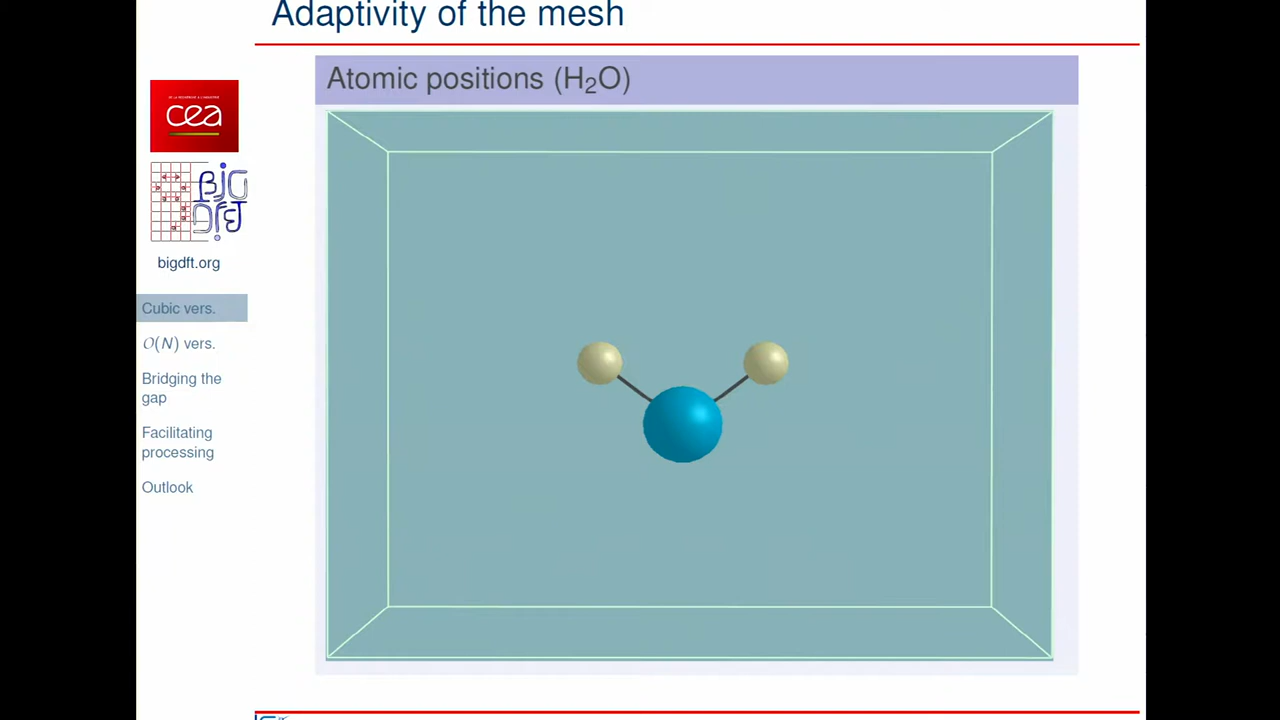 Adaptivity of the mesh
Atomic positions (H₂O)
cea
BigDFT
bigdft.org
Cubic vers.
O(N) vers.
Bridging the
gap
Facilitating
processing
Outlook